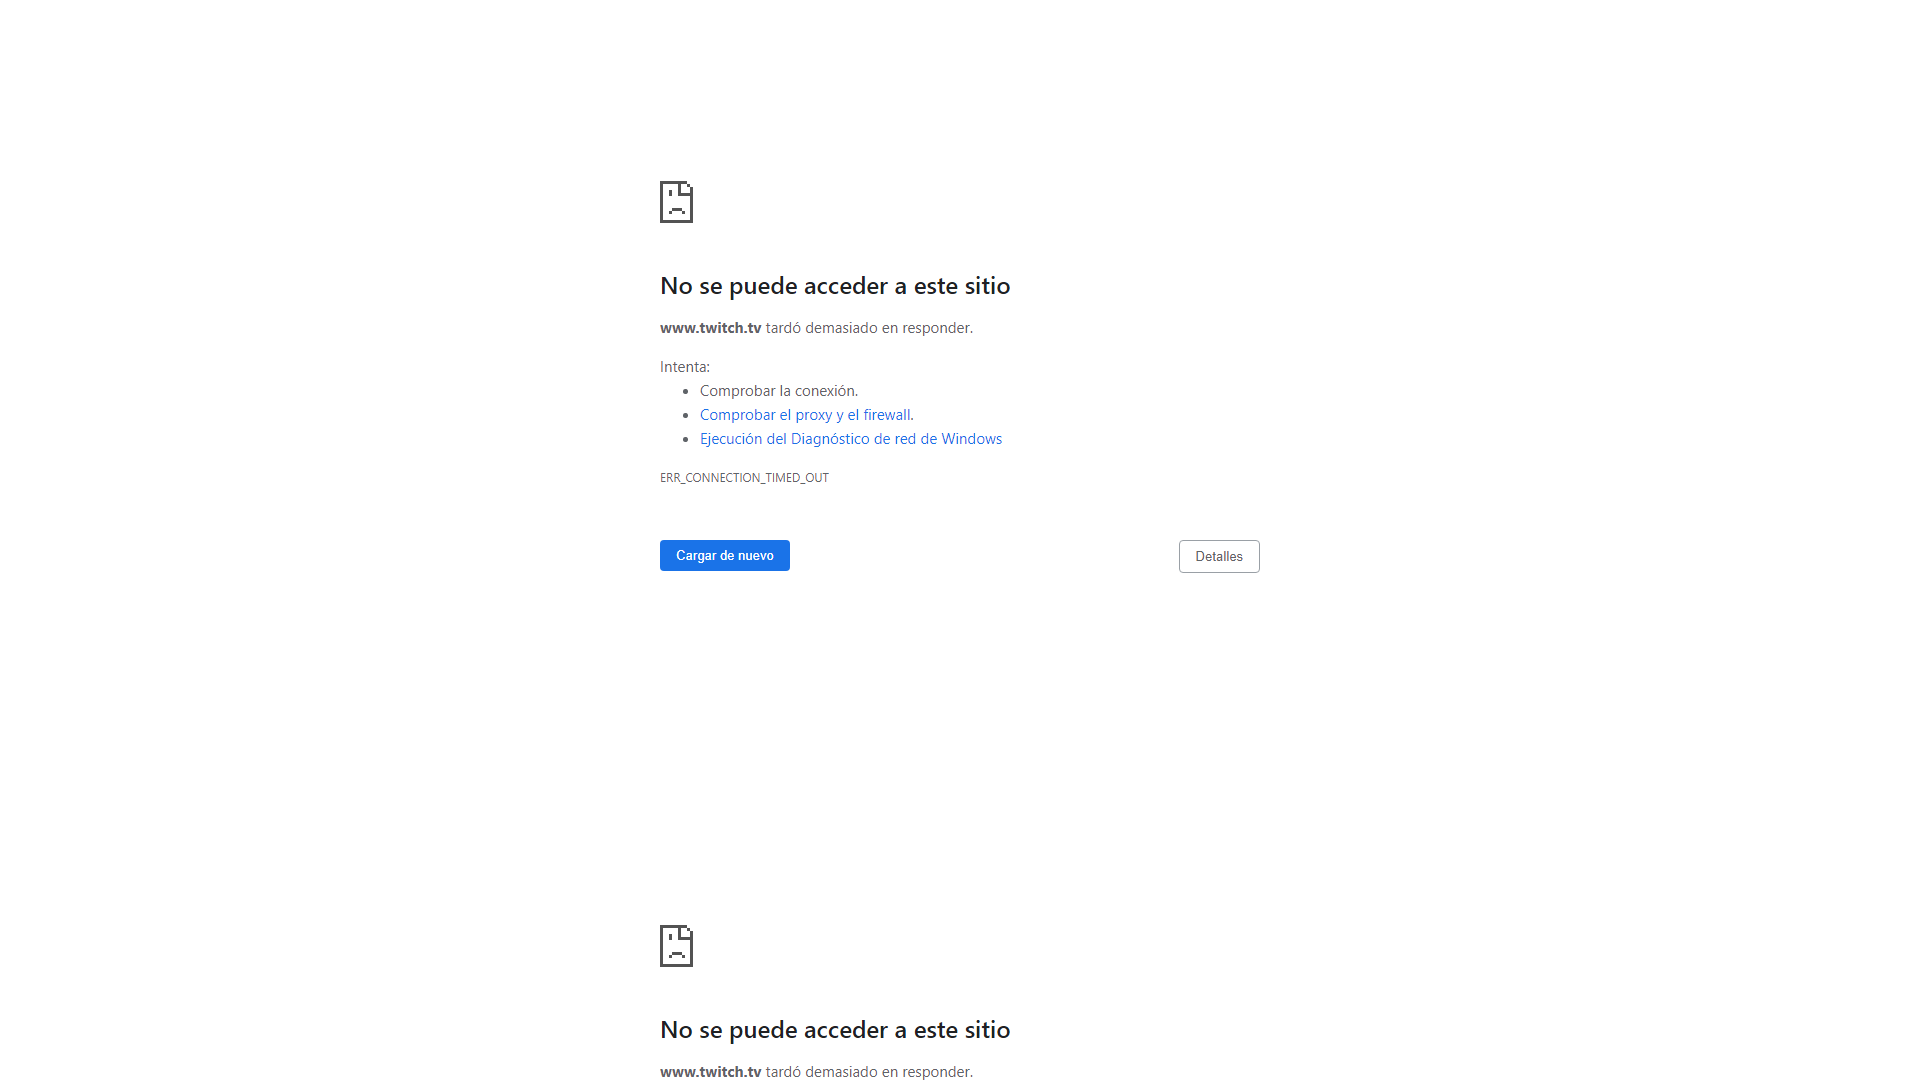 No se puede acceder a este sitio
www.twitch.tv tardó demasiado en responder.
Intenta:
Comprobar la conexión.
Comprobar el proxy y el firewall.
Ejecución del Diagnóstico de red de Windows
ERR_CONNECTION_TIMED_OUT
Cargar de nuevo
Detalles
No se puede acceder a este sitio
www.twitch.tv tardó demasiado en responder.